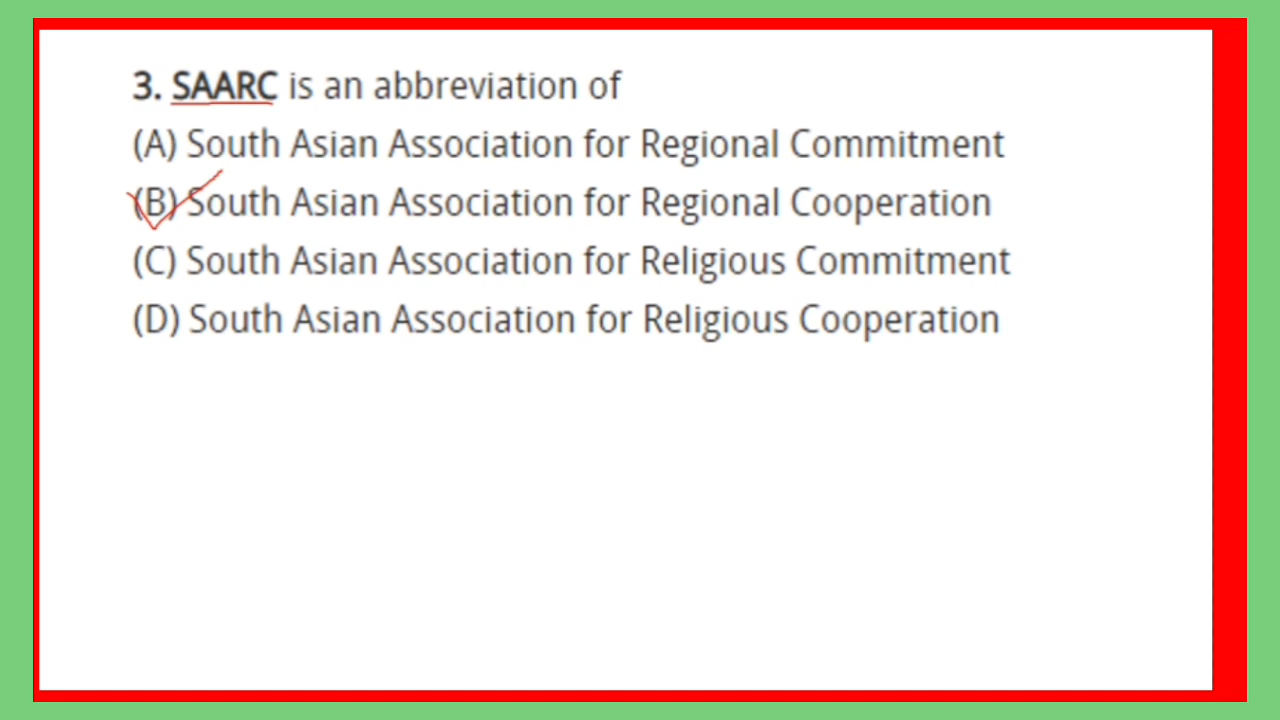 3. SAARC is an abbreviation of
(A) South Asian Association for Regional Commitment
(B) South Asian Association for Regional Cooperation
(C) South Asian Association for Religious Commitment
(D) South Asian Association for Religious Cooperation